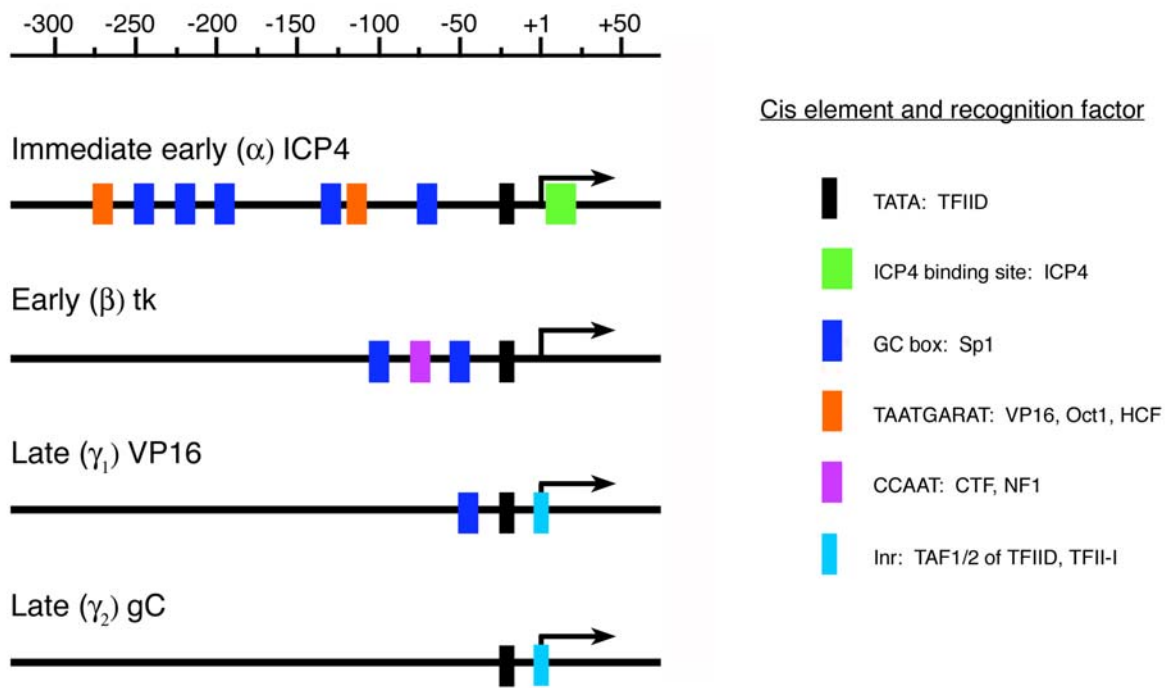 -300 -250 -200 -150 -100 -50 +1 +50
Cis element and recognition factor
Immediate early (α) ICP4
TATA: TFIID
ICP4 binding site: ICP4
Early (β) tk
GC box: Sp1
TAATGARAT: VP16, Oct1, HCF
Late (γ₁) VP16
CCAAT: CTF, NF1
Inr: TAF1/2 of TFIID, TFII-I
Late (γ₂) gC